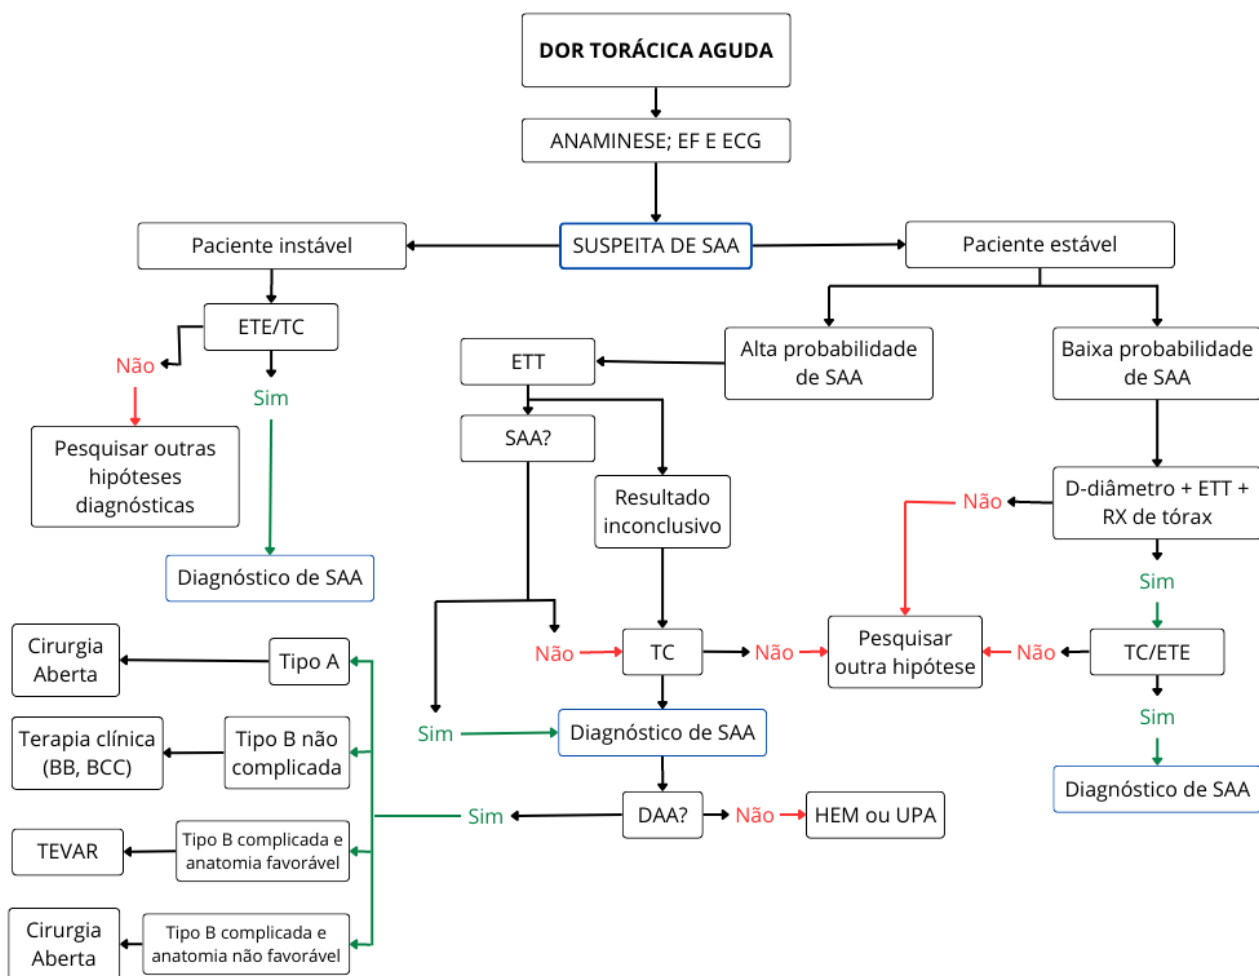 DOR TORÁCICA AGUDA
ANAMINESE; EF E ECG
Paciente instável
SUSPEITA DE SAA
Paciente estável
ETE/TC
ETT
Alta probabilidade
de SAA
Baixa probabilidade
de SAA
Não
Sim
SAA?
Pesquisar outras
hipóteses
diagnósticas
Resultado
inconclusivo
Não
D-diâmetro + ETT +
RX de tórax
Diagnóstico de SAA
Sim
Cirurgia
Aberta
Tipo A
Não
TC
Não
Pesquisar
outra hipótese
Não
TC/ETE
Sim
Diagnóstico de SAA
Sim
Terapia clínica
(BB, BCC)
Tipo B não
complicada
Diagnóstico de SAA
Sim
DAA?
Não
HEM ou UPA
TEVAR
Tipo B complicada e
anatomia favorável
Cirurgia
Aberta
Tipo B complicada e
anatomia não favorável